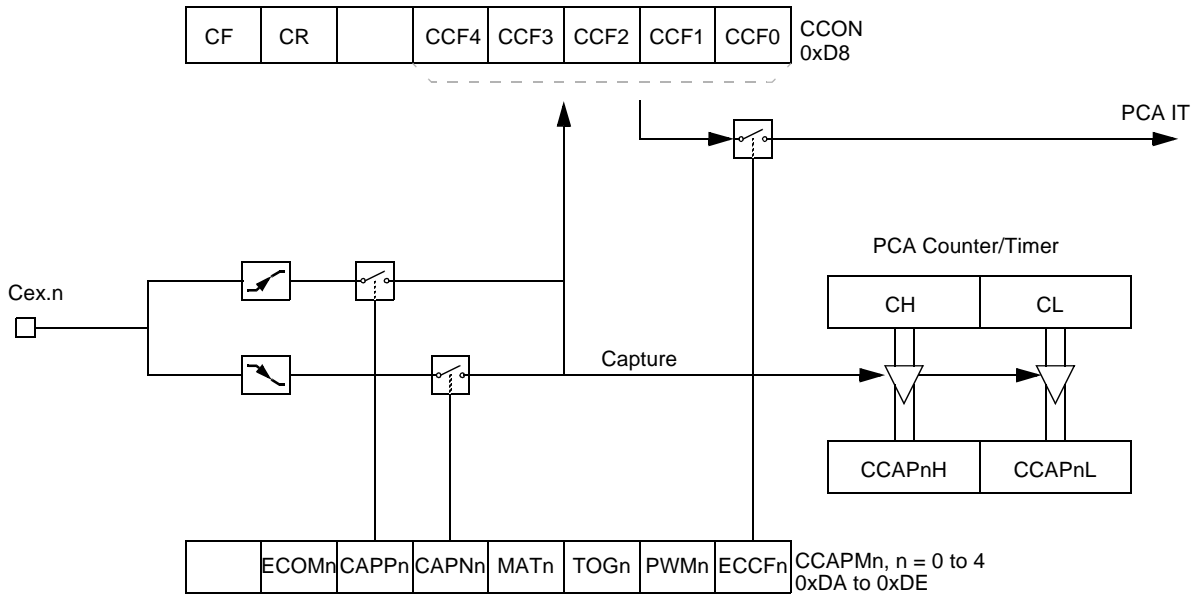 CF CR CCF4 CCF3 CCF2 CCF1 CCF0 CCON
0xD8
PCA IT
PCA Counter/Timer
Cex.n
CH CL
Capture
CCAPnH CCAPnL
ECOMn CAPPn CAPNn MATn TOGn PWMn ECCFn CCAPMn, n = 0 to 4
0xDA to 0xDE